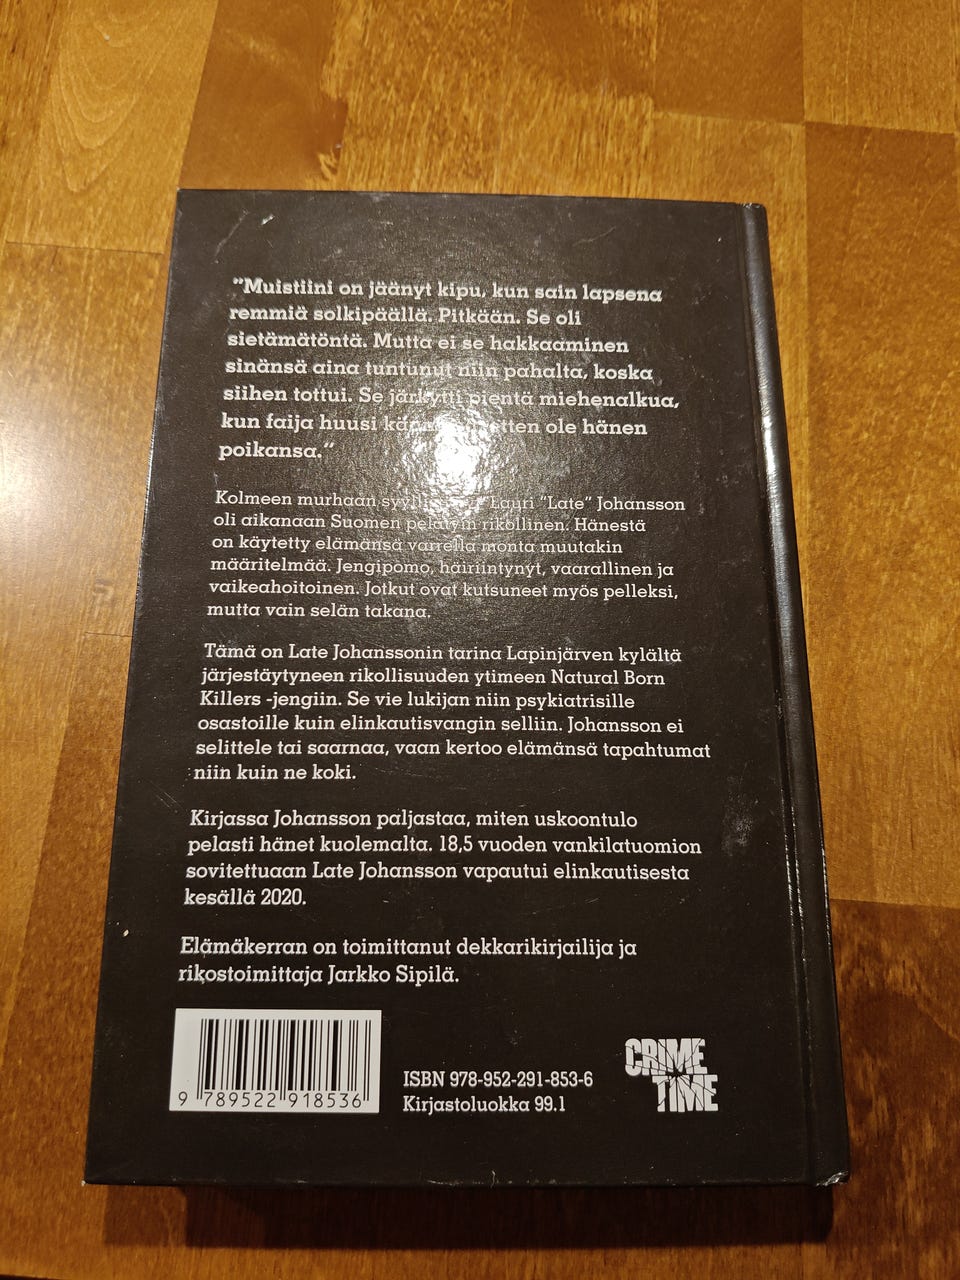 ”Muistiini on jäänyt kipu, kun sain lapsena
remmiä solkipäällä. Pitkään. Se oli
sietämätöntä. Mutta ei se hakkaaminen
sinänsä aina tuntunut niin pahalta, koska
siihen tottui. Se järkytti pientä miehenalkua,
kun faija huusi ole hänen
poikansa.”
Kolmeen murhaan Lauri ”Late” Johansson
oli aikanaan Suomen pelätyin rikollinen. Hänestä
on käytetty elämänsä varrella monta muutakin
määritelmää. Jengipomo, häiriintynyt, vaarallinen ja
vaikeahoitoinen. Jotkut ovat kutsuneet myös pelleksi,
mutta vain selän takana.
Tämä on Late Johanssonin tarina Lapinjärven kylältä
järjestäytyneen rikollisuuden ytimeen Natural Born
Killers -jengiin. Se vie lukijan niin psykiatrisille
osastoille kuin elinkautisvangin selliin. Johansson ei
selittele tai saarnaa, vaan kertoo elämänsä tapahtumat
niin kuin ne koki.
Kirjassa Johansson paljastaa, miten uskoontulo
pelasti hänet kuolemalta. 18,5 vuoden vankilatuomion
sovitettuaan Late Johansson vapautui elinkautisesta
kesällä 2020.
Elämäkerran on toimittanut dekkarikirjailija ja
rikostoimittaja Jarkko Sipilä.
9 789522 918536
ISBN 978-952-291-853-6
Kirjastoluokka 99.1
CRIME
TIME